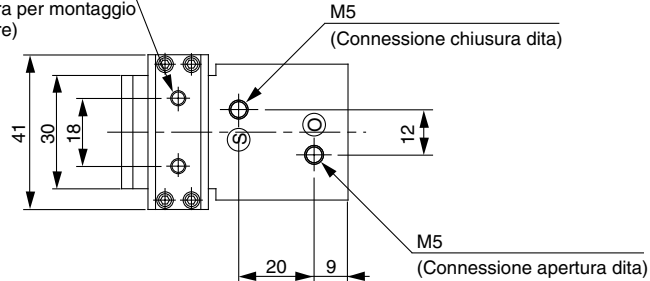 ra per montaggio
re)
M5
(Connessione chiusura dita)
41
30
18
S
O
12
M5
20
9
(Connessione apertura dita)